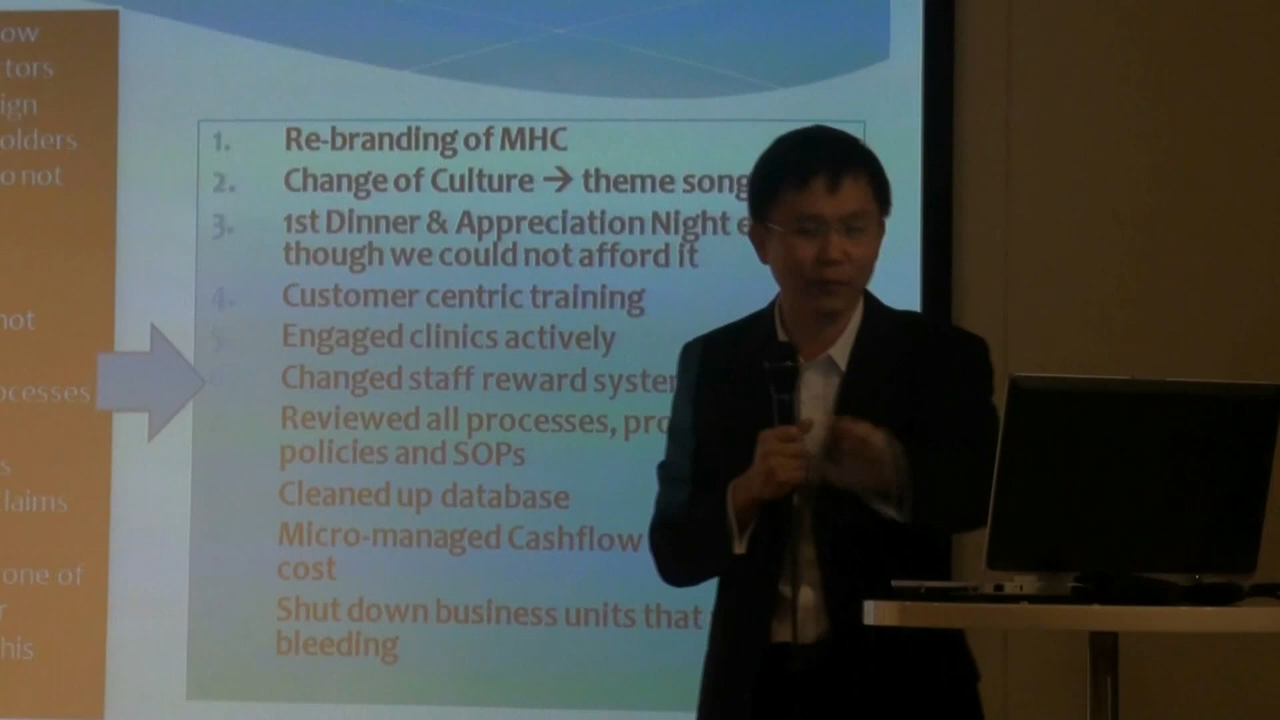 ow
tors
ign
olders
o not
not
ocesses
s
laims
one of
r
his
1. Re-branding of MHC
2. Change of Culture → theme song
3. 1st Dinner & Appreciation Night e
though we could not afford it
4. Customer centric training
5. Engaged clinics actively
Changed staff reward system
Reviewed all processes, pro
policies and SOPs
Cleaned up database
Micro-managed Cashflow
cost
Shut down business units that
bleeding